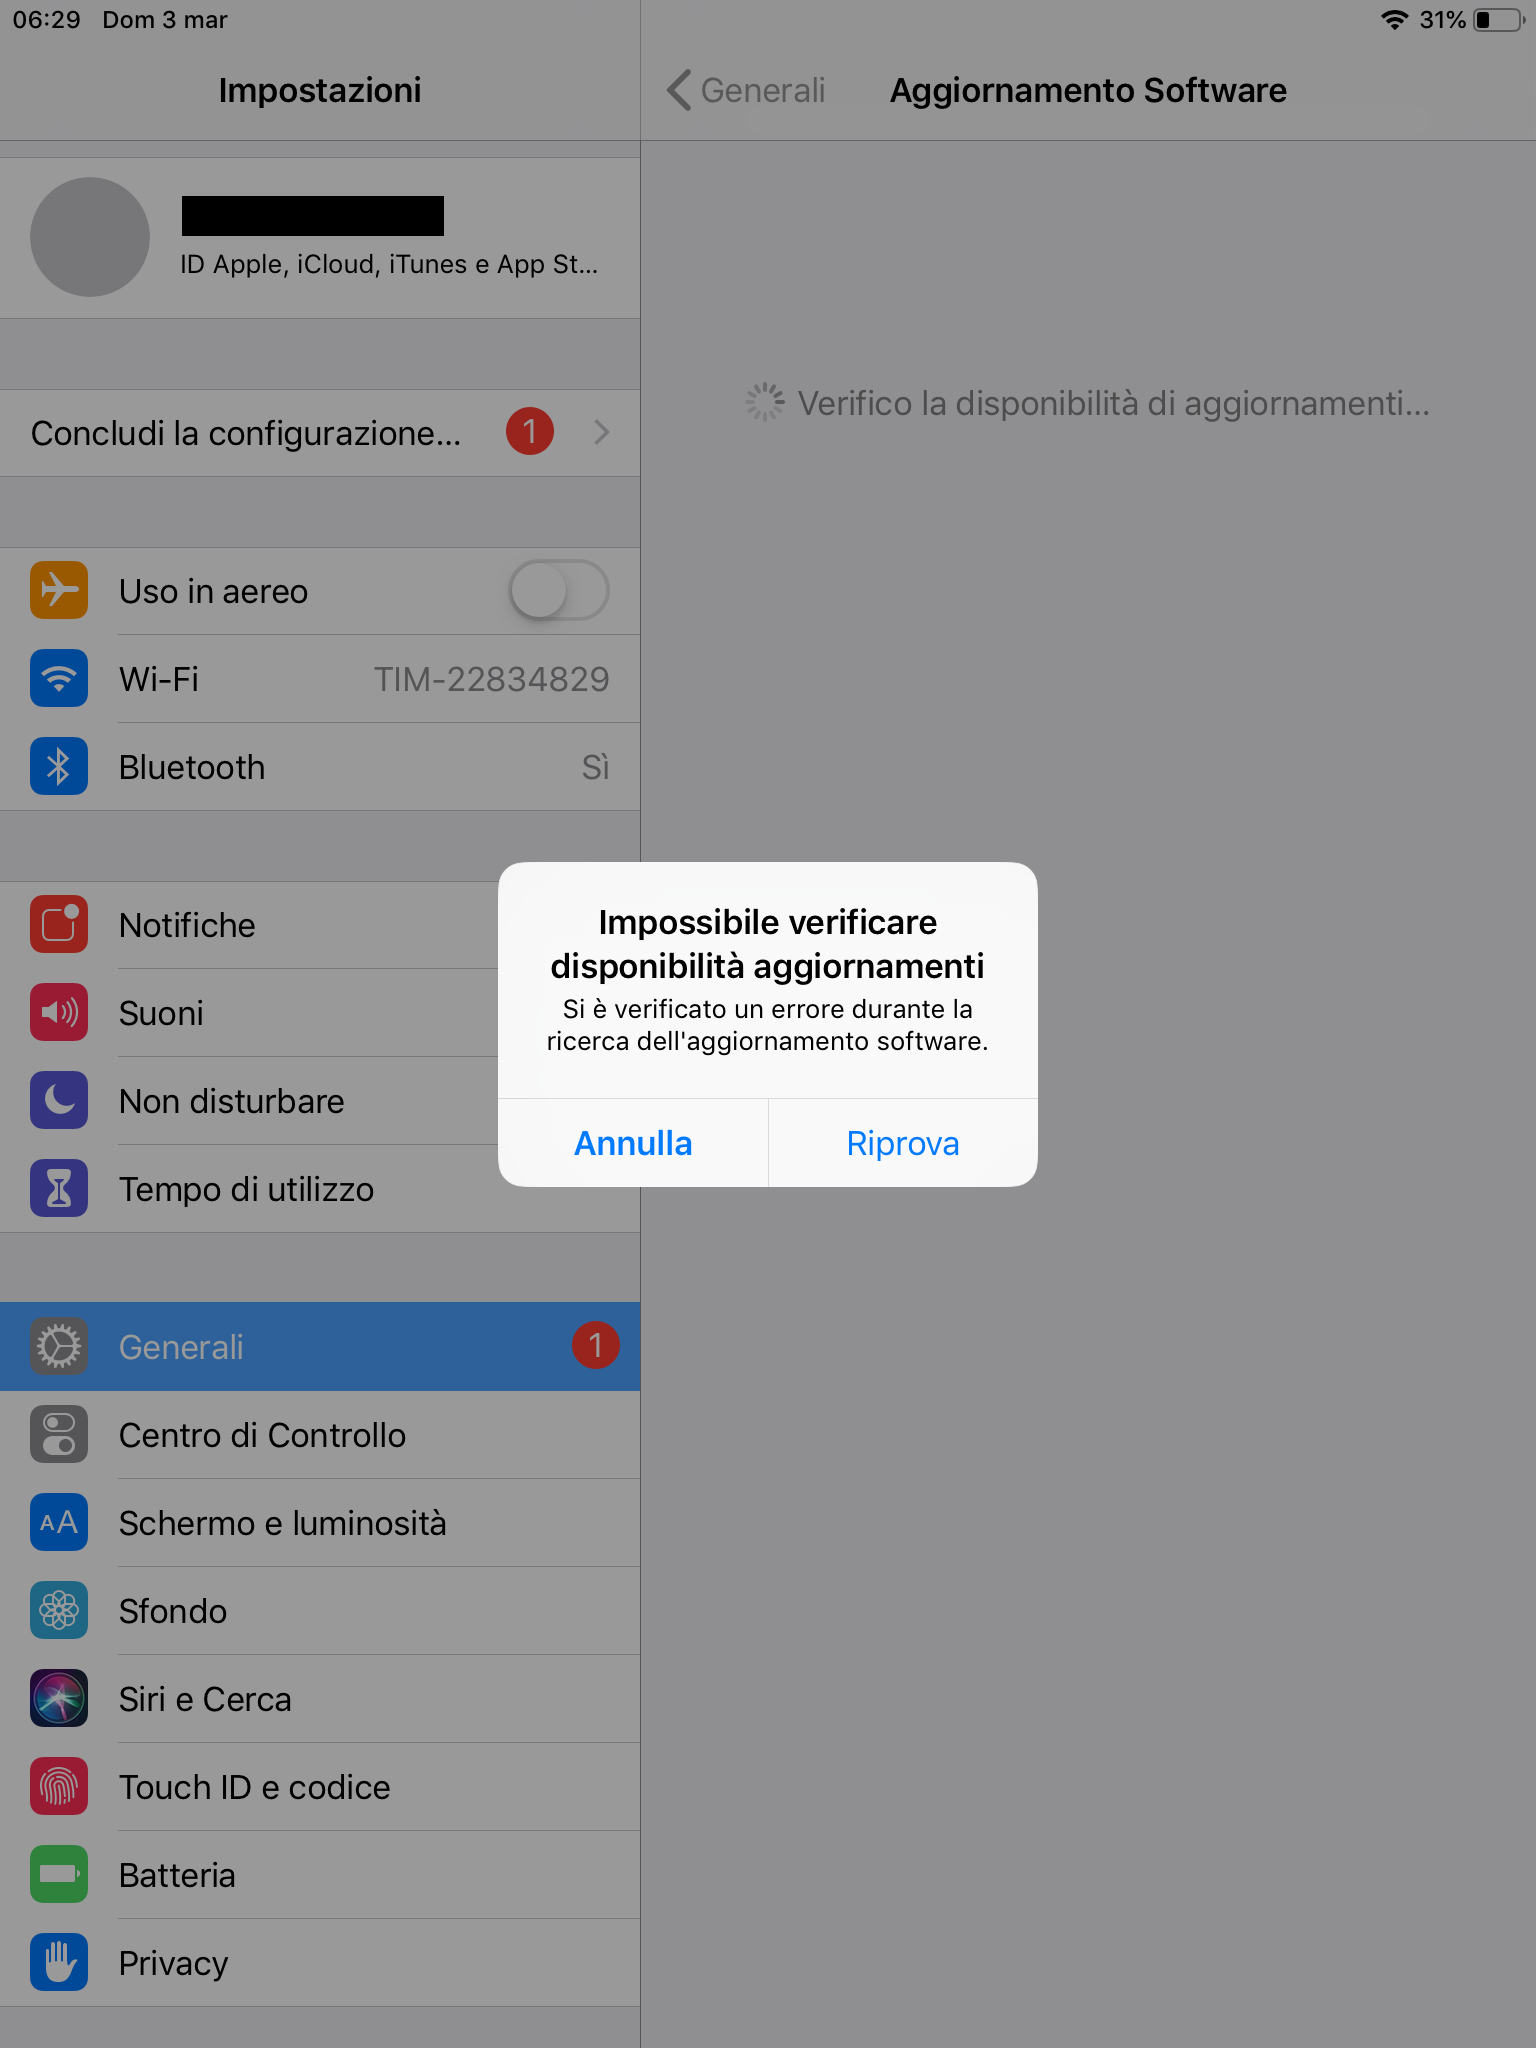 06:29 Dom 3 mar
31%
Impostazioni
Generali
Aggiornamento Software
ID Apple, iCloud, iTunes e App St...
Verifico la disponibilità di aggiornamenti...
Concludi la configurazione... 1
Uso in aereo
Wi-Fi TIM-22834829
Bluetooth Sì
Notifiche
Suoni
Non disturbare
Tempo di utilizzo
Impossibile verificare
disponibilità aggiornamenti
Si è verificato un errore durante la
ricerca dell'aggiornamento software.
Annulla Riprova
Generali 1
Centro di Controllo
AA Schermo e luminosità
Sfondo
Siri e Cerca
Touch ID e codice
Batteria
Privacy